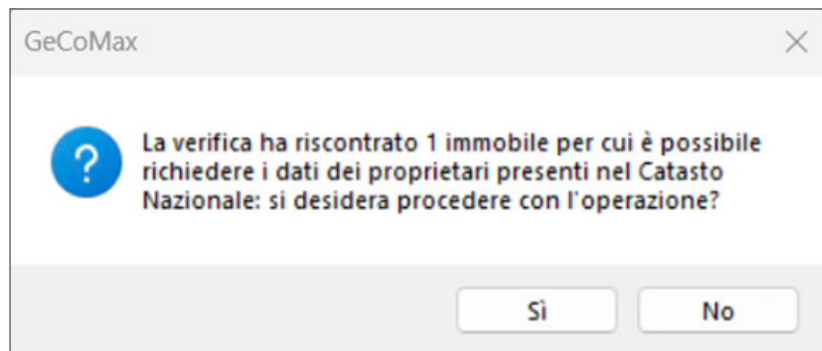 GeCoMax
La verifica ha riscontrato 1 immobile per cui è possibile
richiedere i dati dei proprietari presenti nel Catasto
Nazionale: si desidera procedere con l'operazione?
Sì
No